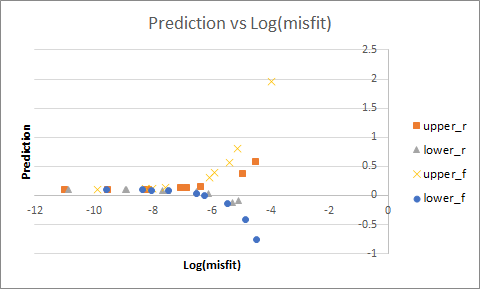 Prediction vs Log(misfit)
2.5
2
1.5
1
0.5
0
-0.5
-1
-12 -10 -8 -6 -4 -2 0
Prediction
Log(misfit)
upper_r
lower_r
upper_f
lower_f